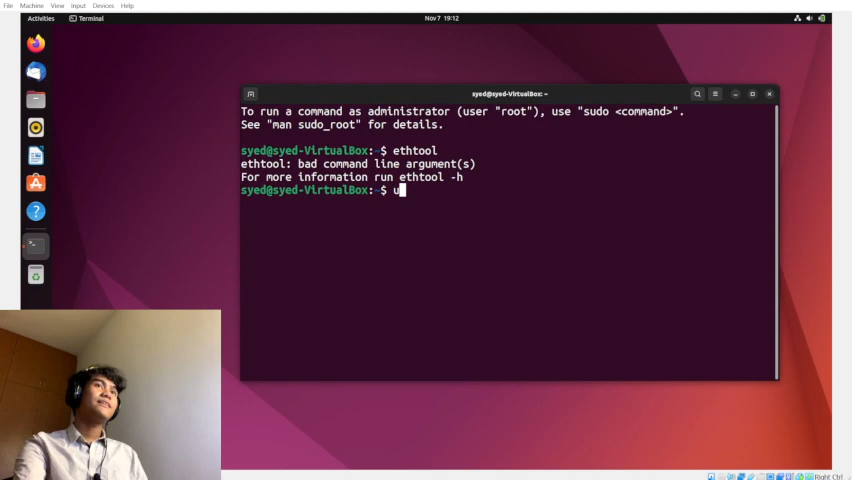 File Machine View Input Devices Help
Activities Terminal Nov 7 19:12
syed@syed-VirtualBox: ~
To run a command as administrator (user "root"), use "sudo <command>".
See "man sudo_root" for details.
syed@syed-VirtualBox:~$ ethtool
ethtool: bad command line argument(s)
For more information run ethtool -h
syed@syed-VirtualBox:~$ u
Right Ctrl